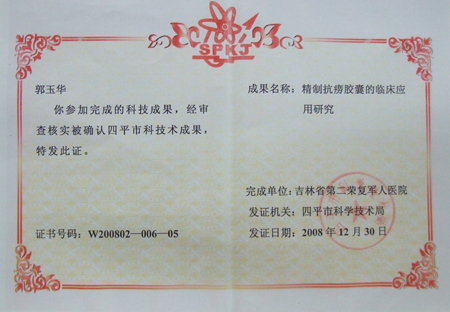 SPKJ
郭玉华
你参加完成的科技成果，经审
查核实被确认四平市科技术成果，
特发此证。
证书号码：W200802—006—05
成果名称：精制抗痨胶囊的临床应
用研究
完成单位：吉林省第二荣复军人医院
发证机关：四平市科学技术局
发证日期：2008 年 12 月 30 日